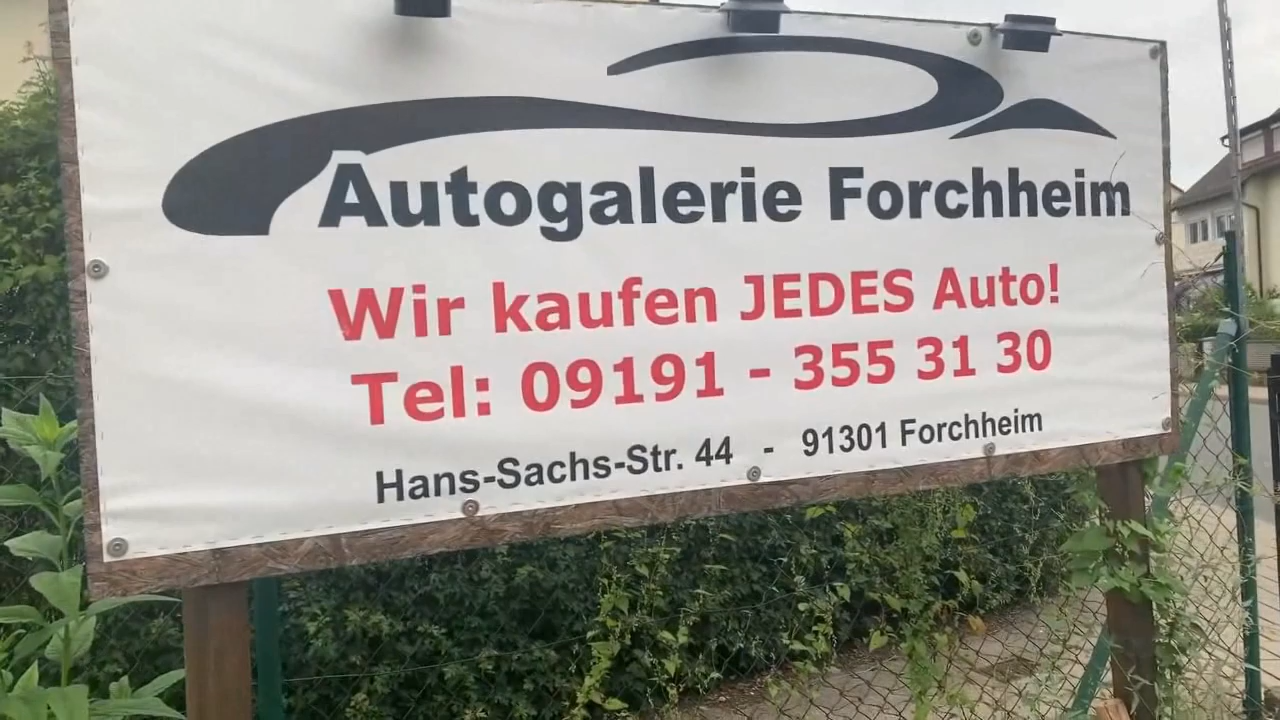 Autogalerie Forchheim
Wir kaufen JEDES Auto!
Tel: 09191 - 355 31 30
Hans-Sachs-Str. 44 - 91301 Forchheim